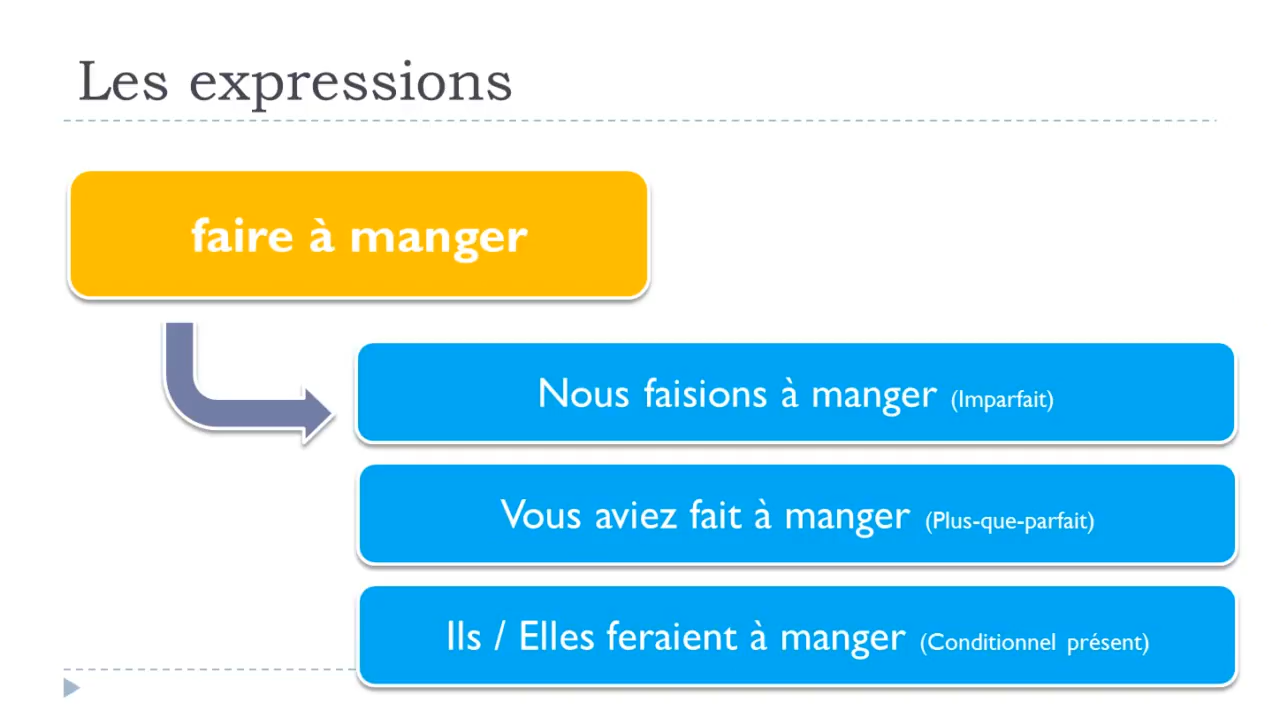 Les expressions
faire à manger
Nous faisions à manger (Imparfait)
Vous aviez fait à manger (Plus-que-parfait)
Ils / Elles feraient à manger (Conditionnel présent)